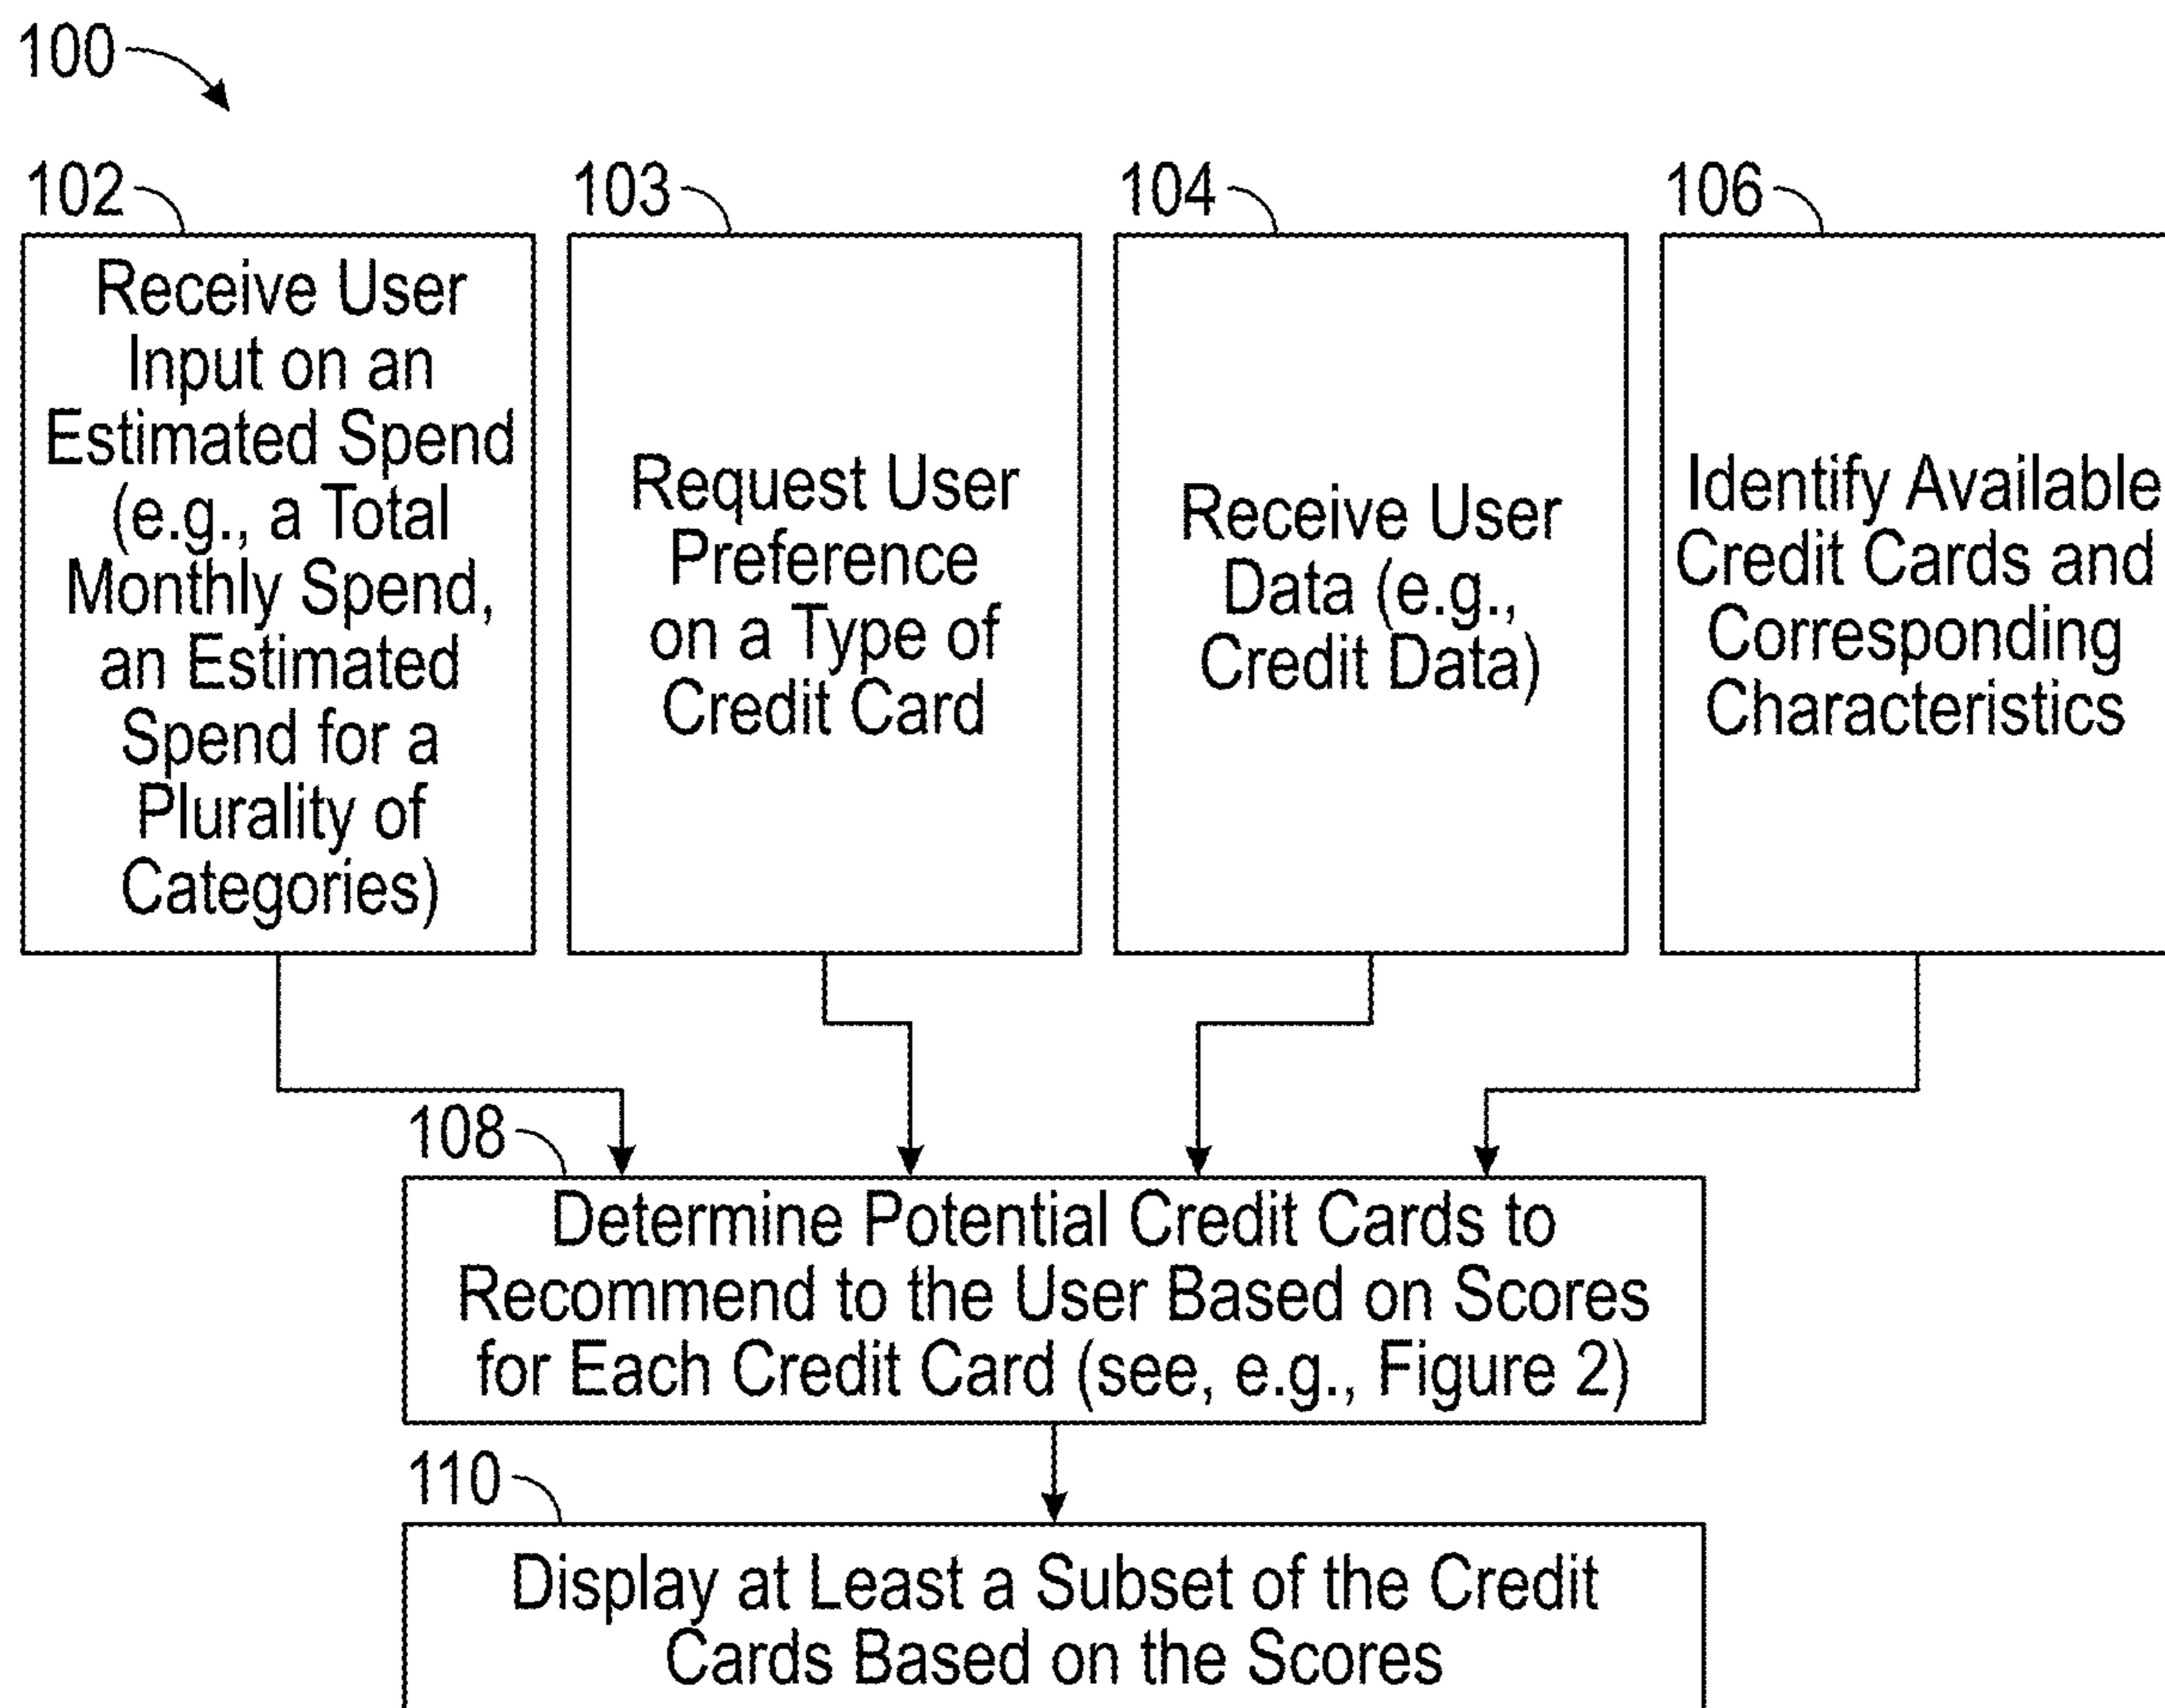 100
102
Receive User
Input on an
Estimated Spend
(e.g., a Total
Monthly Spend,
an Estimated
Spend for a
Plurality of
Categories)
103
Request User
Preference
on a Type of
Credit Card
104
Receive User
Data (e.g.,
Credit Data)
106
Identify Available
Credit Cards and
Corresponding
Characteristics
108
Determine Potential Credit Cards to
Recommend to the User Based on Scores
for Each Credit Card (see, e.g., Figure 2)
110
Display at Least a Subset of the Credit
Cards Based on the Scores